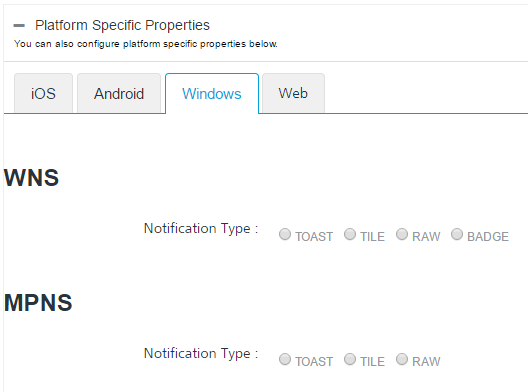 Platform Specific Properties
You can also configure platform specific properties below.
iOS Android Windows Web
WNS
Notification Type : TOAST TILE RAW BADGE
MPNS
Notification Type : TOAST TILE RAW